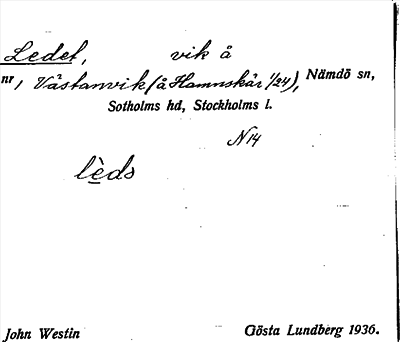 Ledet, vik å
nr, Västanvik (å Hamnskär 1/24), Nämdö sn,
Sotholms hd, Stockholms l.
N14
lèds
John Westin Gösta Lundberg 1936.